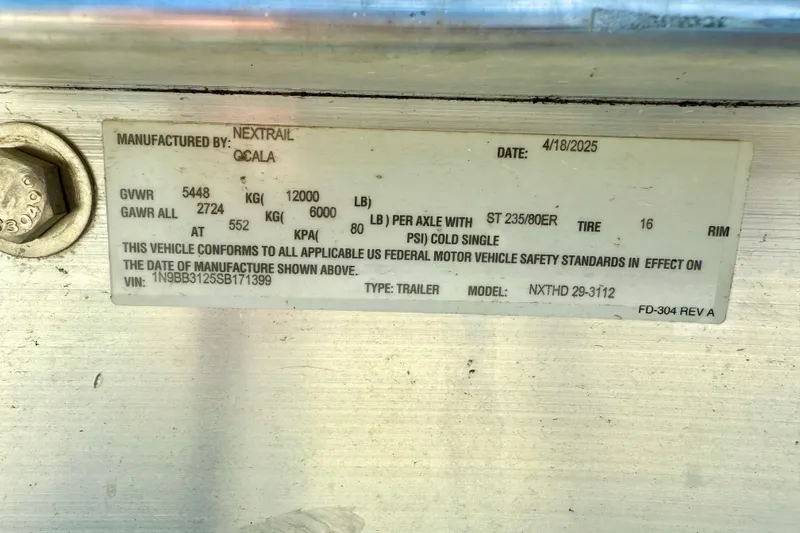 MANUFACTURED BY: NEXTRAIL
OCALA
DATE: 4/18/2025
GVWR 5448 KG( 12000 LB)
GAWR ALL 2724 KG( 6000 LB ) PER AXLE WITH ST 235/80ER TIRE 16 RIM
AT 552 KPA( 80 PSI) COLD SINGLE
THIS VEHICLE CONFORMS TO ALL APPLICABLE US FEDERAL MOTOR VEHICLE SAFETY STANDARDS IN EFFECT ON
THE DATE OF MANUFACTURE SHOWN ABOVE.
VIN: 1N9BB3125SB171399 TYPE: TRAILER MODEL: NXTHD 29-3112
FD-304 REV A